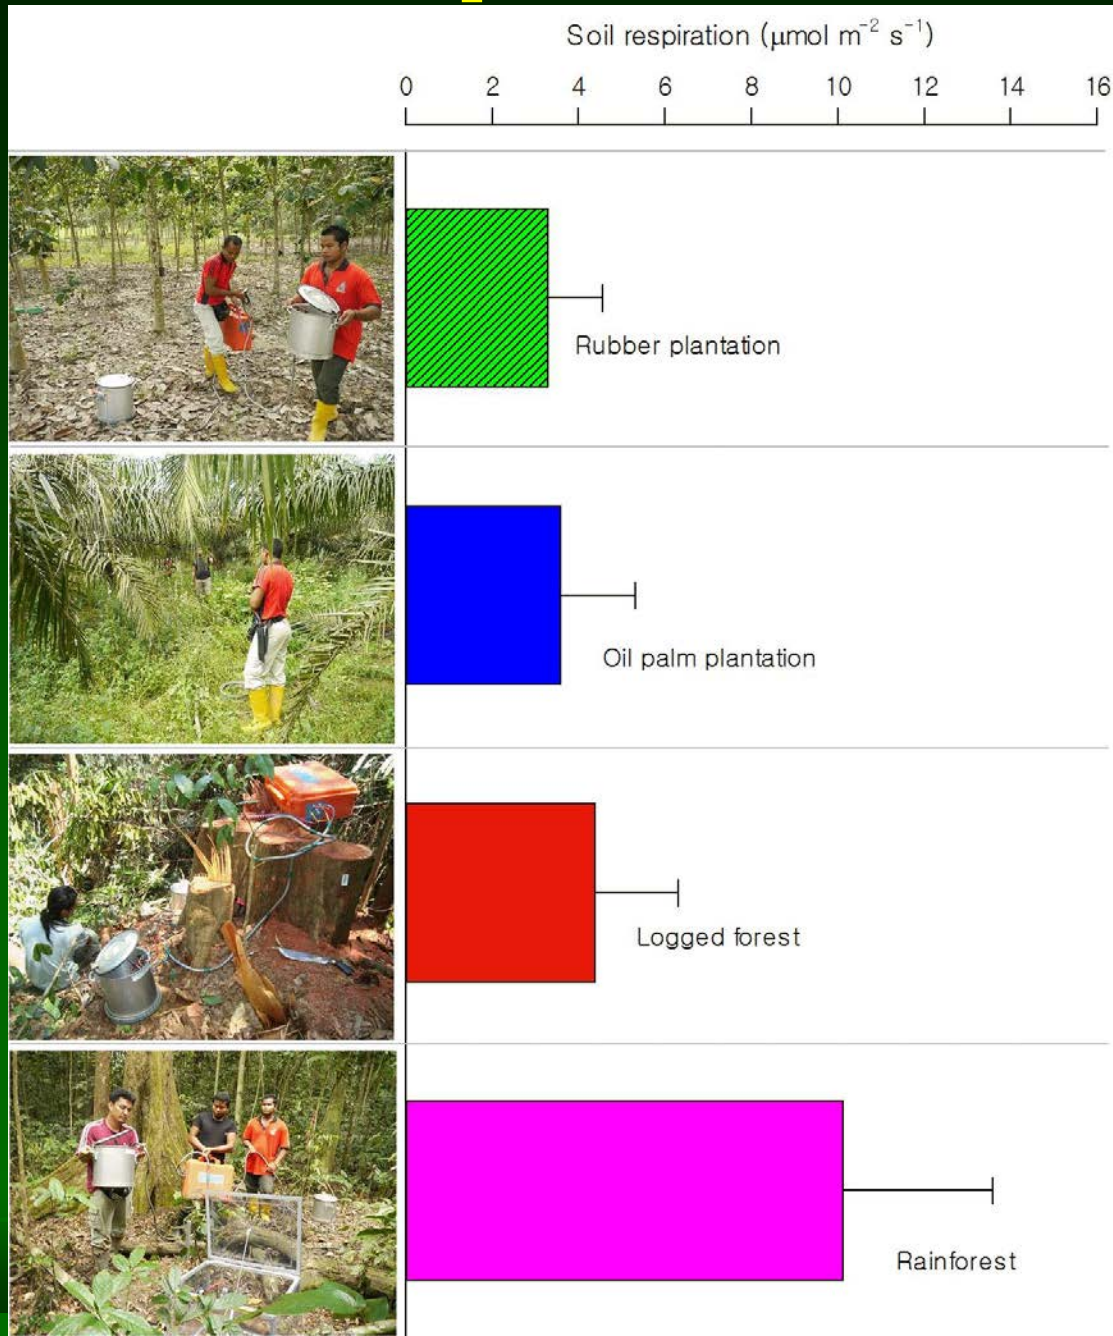 Soil respiration (μmol m⁻² s⁻¹)
0 2 4 6 8 10 12 14 16
Rubber plantation
Oil palm plantation
Logged forest
Rainforest